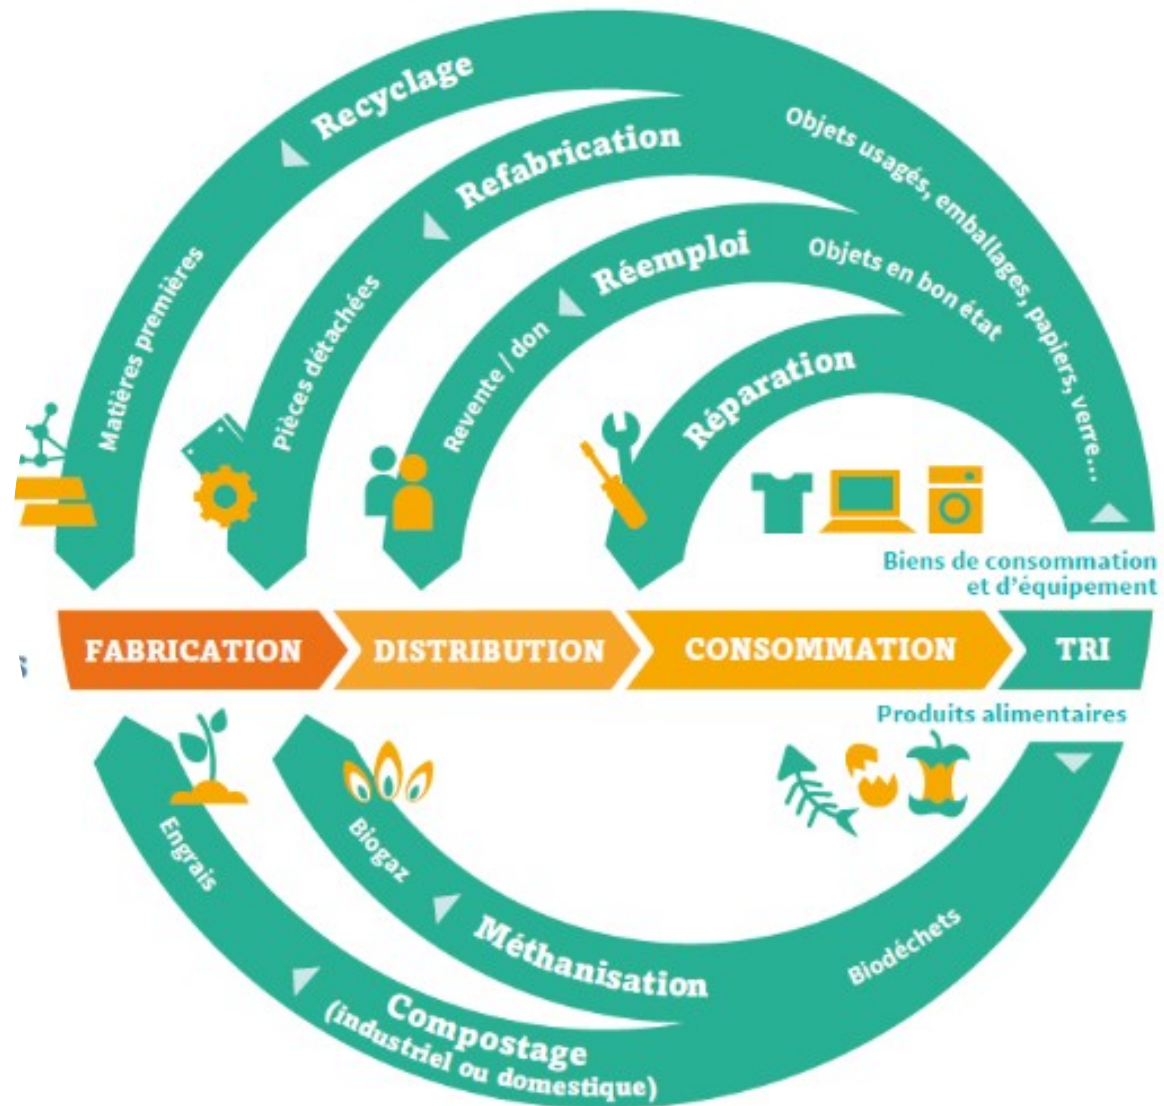 Recyclage
Refabrication
Réemploi
Réparation
Objets usagés, emballages, papiers, verre...
Objets en bon état
Matières premières
Pièces détachées
Revente / don
Biens de consommation
et d'équipement
FABRICATION
DISTRIBUTION
CONSOMMATION
TRI
Produits alimentaires
Engrais
Biogaz
Méthanisation
Biodéchets
Compostage
(industriel ou domestique)